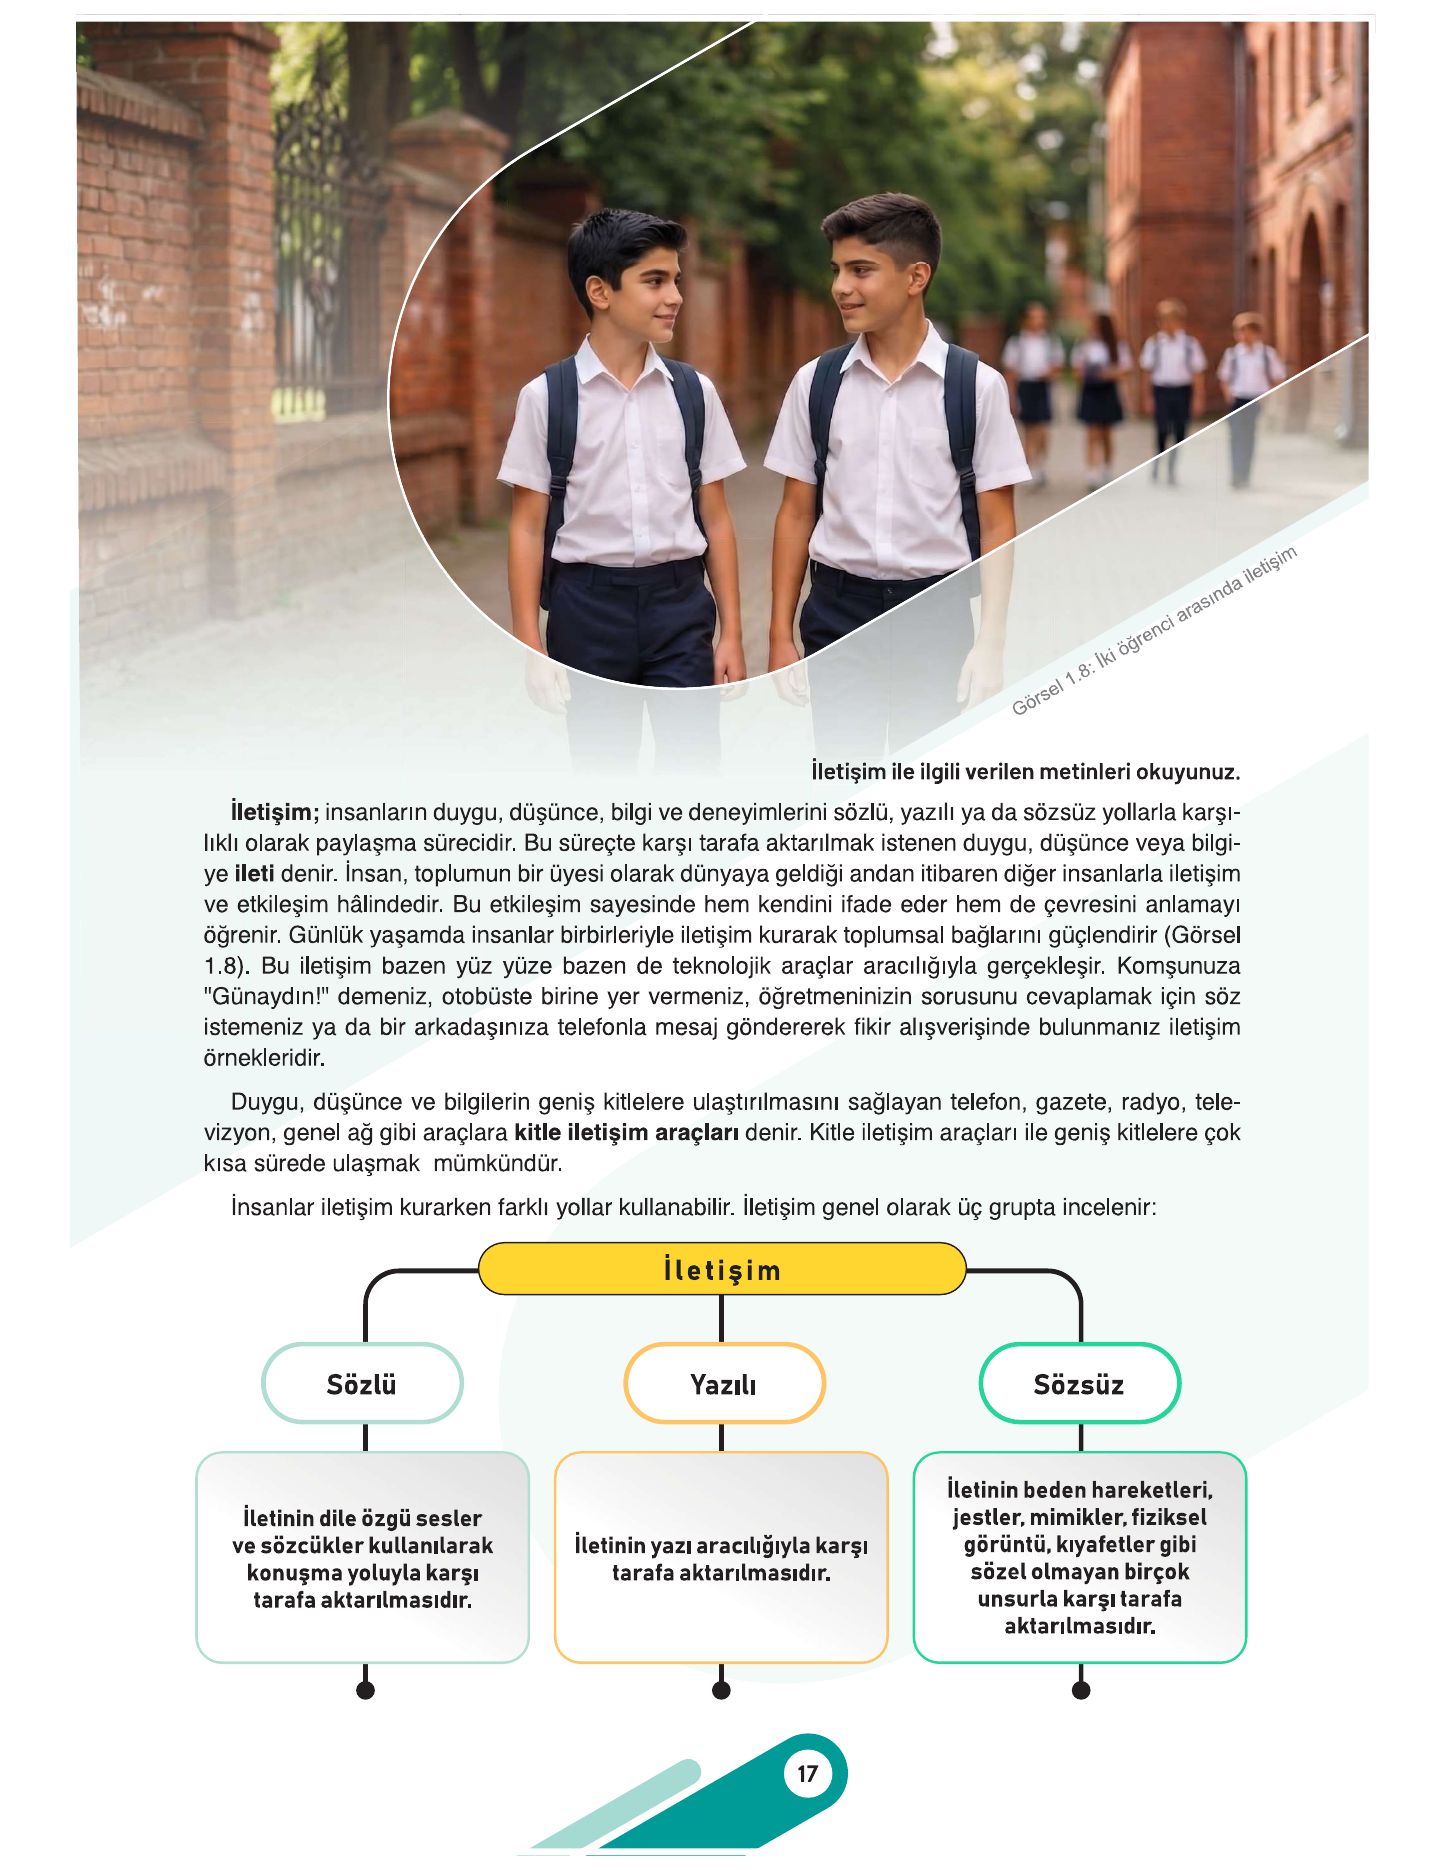 Görsel 1.8: İki öğrenci arasında iletişim
İletişim ile ilgili verilen metinleri okuyunuz.
İletişim; insanların duygu, düşünce, bilgi ve deneyimlerini sözlü, yazılı ya da sözsüz yollarla karşı-
lıklı olarak paylaşma sürecidir. Bu süreçte karşı tarafa aktarılmak istenen duygu, düşünce veya bilgi-
ye ileti denir. İnsan, toplumun bir üyesi olarak dünyaya geldiği andan itibaren diğer insanlarla iletişim
ve etkileşim hâlindedir. Bu etkileşim sayesinde hem kendini ifade eder hem de çevresini anlamayı
öğrenir. Günlük yaşamda insanlar birbirleriyle iletişim kurarak toplumsal bağlarını güçlendirir (Görsel
1.8). Bu iletişim bazen yüz yüze bazen de teknolojik araçlar aracılığıyla gerçekleşir. Komşunuza
"Günaydın!" demeniz, otobüste birine yer vermeniz, öğretmeninizin sorusunu cevaplamak için söz
istemeniz ya da bir arkadaşınıza telefonla mesaj göndererek fikir alışverişinde bulunmanız iletişim
örnekleridir.
Duygu, düşünce ve bilgilerin geniş kitlelere ulaştırılmasını sağlayan telefon, gazete, radyo, tele-
vizyon, genel ağ gibi araçlara kitle iletişim araçları denir. Kitle iletişim araçları ile geniş kitlelere çok
kısa sürede ulaşmak mümkündür.
İnsanlar iletişim kurarken farklı yollar kullanabilir. İletişim genel olarak üç grupta incelenir:
İletişim
Sözlü
Yazılı
Sözsüz
İletinin dile özgü sesler
ve sözcükler kullanılarak
konuşma yoluyla karşı
tarafa aktarılmasıdır.
İletinin yazı aracılığıyla karşı
tarafa aktarılmasıdır.
İletinin beden hareketleri,
jestler, mimikler, fiziksel
görüntü, kıyafetler gibi
sözel olmayan birçok
unsurla karşı tarafa
aktarılmasıdır.
17